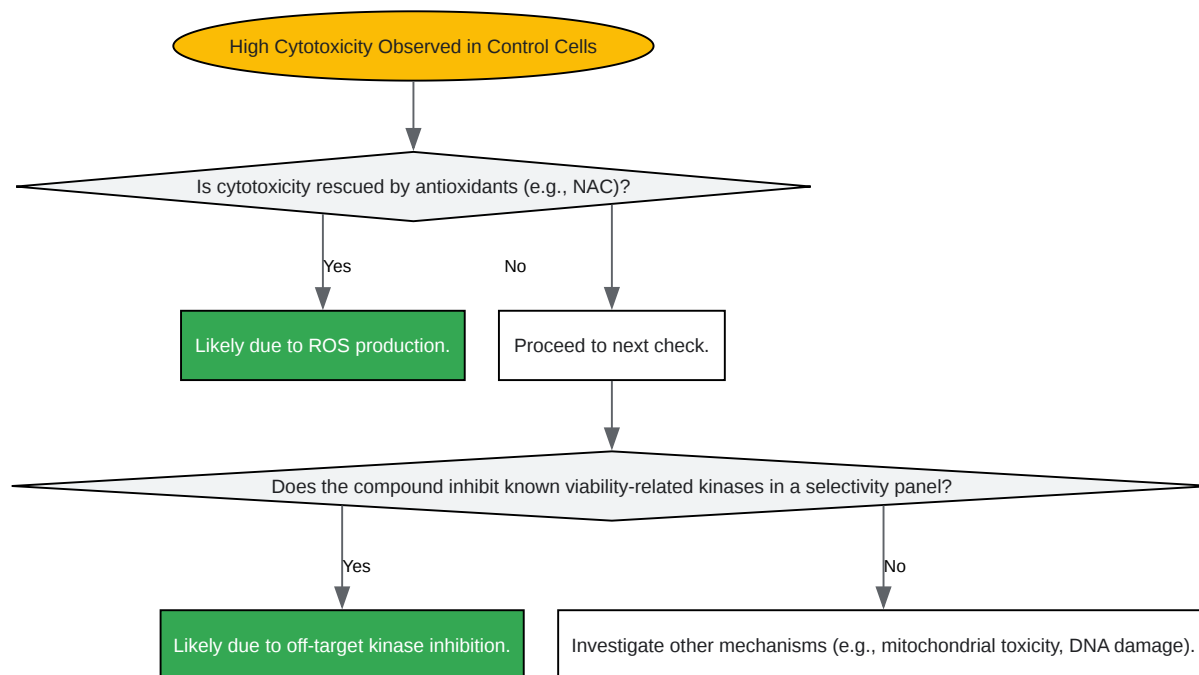 High Cytotoxicity Observed in Control Cells
Is cytotoxicity rescued by antioxidants (e.g., NAC)?
Yes
No
Likely due to ROS production.
Proceed to next check.
Does the compound inhibit known viability-related kinases in a selectivity panel?
Yes
No
Likely due to off-target kinase inhibition.
Investigate other mechanisms (e.g., mitochondrial toxicity, DNA damage).